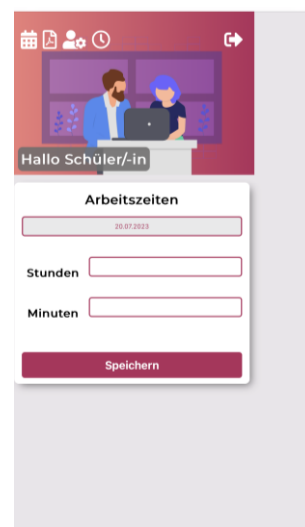 Hallo Schüler/-in
Arbeitszeiten
20.07.2023
Stunden
Minuten
Speichern